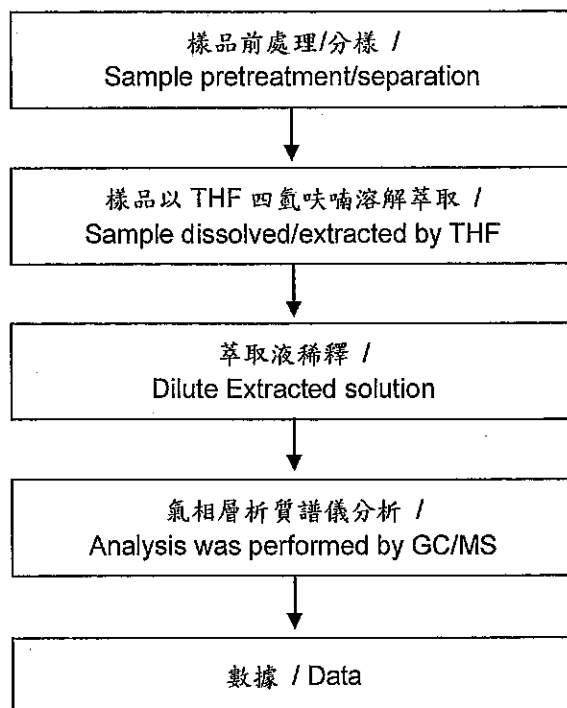 樣品前處理/分樣 /
Sample pretreatment/separation
樣品以 THF 四氫呋喃溶解萃取 /
Sample dissolved/extracted by THF
萃取液稀釋 /
Dilute Extracted solution
氣相層析質譜儀分析 /
Analysis was performed by GC/MS
數據 / Data